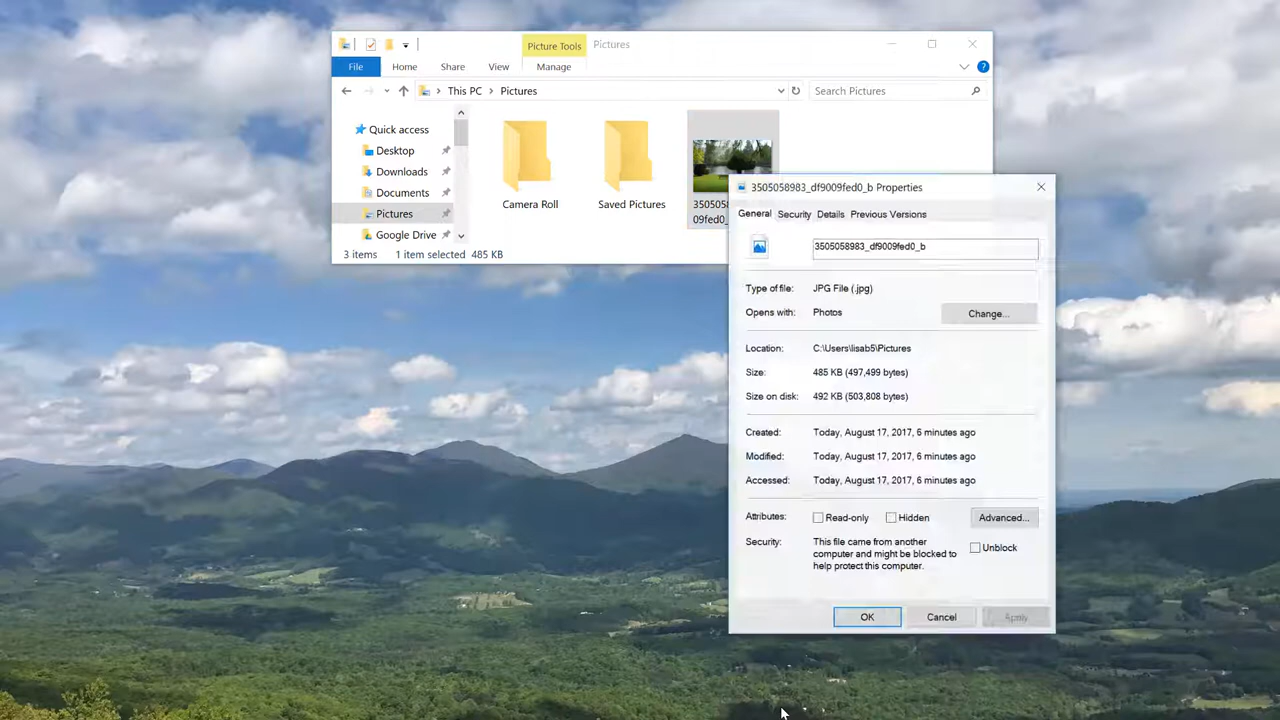 Picture Tools
Pictures
File
Home
Share
View
Manage
?
This PC
Pictures
Search Pictures
Quick access
Desktop
Downloads
Documents
Pictures
Google Drive
Camera Roll
Saved Pictures
3 items
1 item selected 485 KB
3505058983_df9009fed0_b Properties
General
Security
Details
Previous Versions
3505058983_df9009fed0_b
Type of file:
JPG File (.jpg)
Opens with:
Photos
Change...
Location:
C:\Users\lisab5\Pictures
Size:
485 KB (497,499 bytes)
Size on disk:
492 KB (503,808 bytes)
Created:
Today, August 17, 2017, 6 minutes ago
Modified:
Today, August 17, 2017, 6 minutes ago
Accessed:
Today, August 17, 2017, 6 minutes ago
Attributes:
Read-only
Hidden
Advanced...
Security:
This file came from another
computer and might be blocked to
help protect this computer.
Unblock
OK
Cancel
Apply